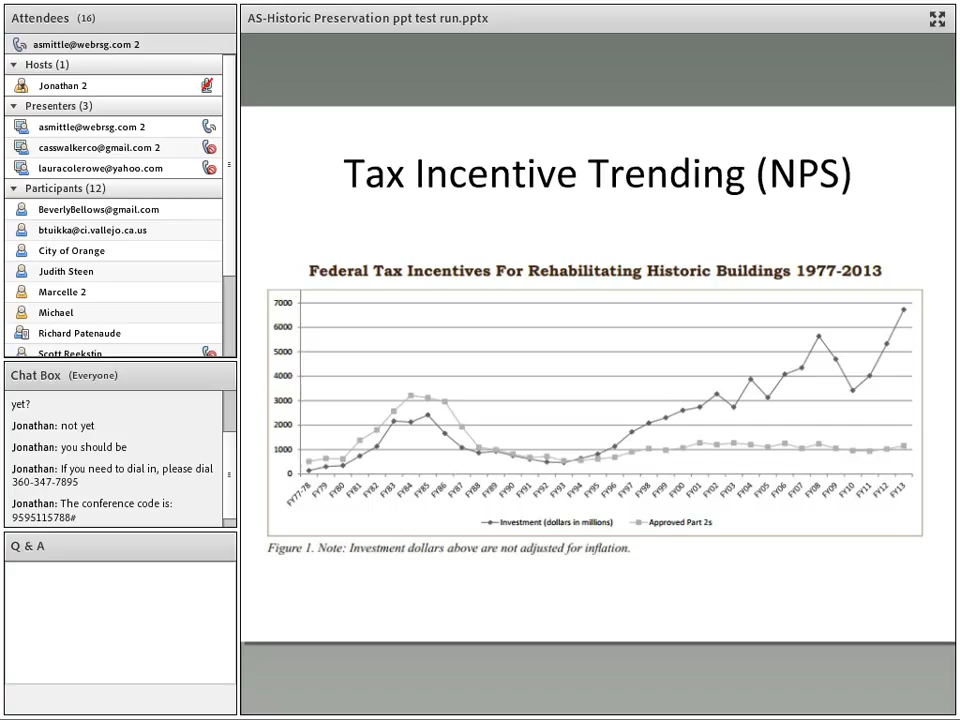 Attendees (16)
asmittle@webrsg.com 2
Hosts (1)
Jonathan 2
Presenters (3)
asmittle@webrsg.com 2
casswalkerco@gmail.com 2
lauracolerowe@yahoo.com
Participants (12)
BeverlyBellows@gmail.com
btuikka@ci.vallejo.ca.us
City of Orange
Judith Steen
Marcelle 2
Michael
Richard Patenaude
Scott Reekstin
Chat Box (Everyone)
yet?
Jonathan: not yet
Jonathan: you should be
Jonathan: If you need to dial in, please dial
360-347-7895
Jonathan: The conference code is:
9595115788#
Q & A
AS-Historic Preservation ppt test run.pptx
Tax Incentive Trending (NPS)
Federal Tax Incentives For Rehabilitating Historic Buildings 1977-2013
7000
6000
5000
4000
3000
2000
1000
0
FY77-78 FY79 FY80 FY81 FY82 FY83 FY84 FY85 FY86 FY87 FY88 FY89 FY90 FY91 FY92 FY93 FY94 FY95 FY96 FY97 FY98 FY99 FY00 FY01 FY02 FY03 FY04 FY05 FY06 FY07 FY08 FY09 FY10 FY11 FY12 FY13
Investment (dollars in millions) Approved Part 2s
Figure 1. Note: Investment dollars above are not adjusted for inflation.